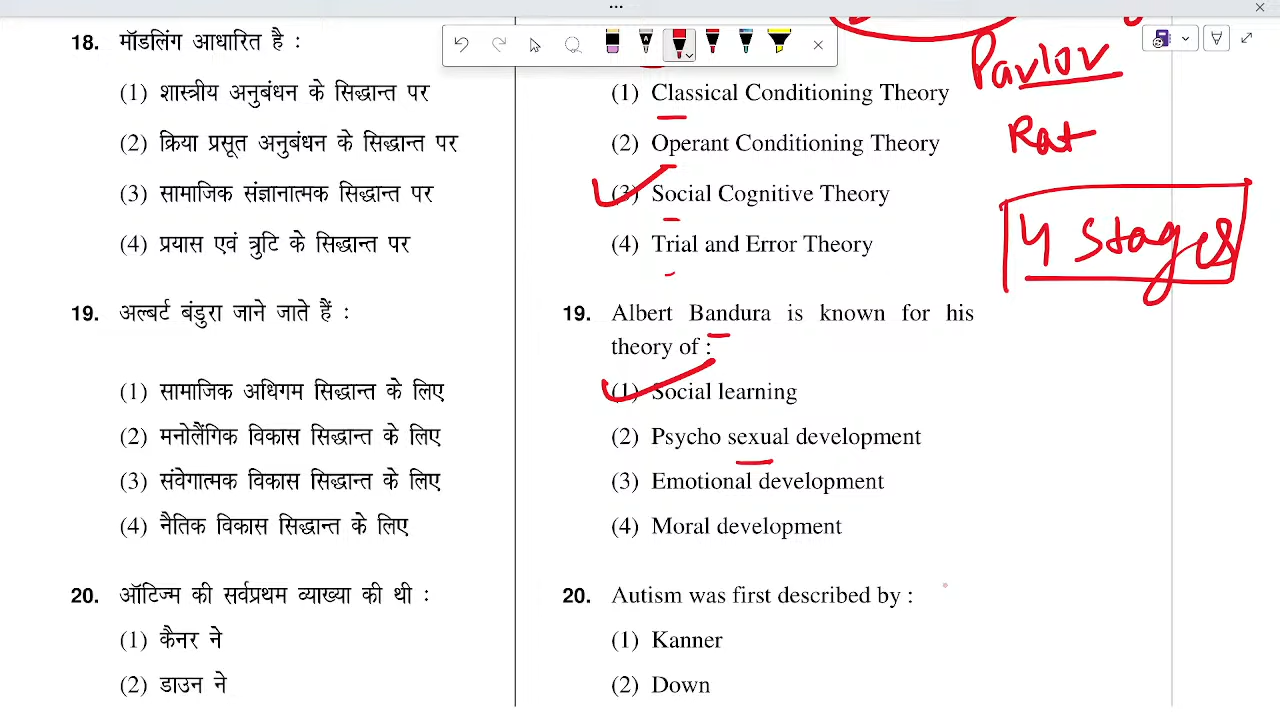 18. मॉडलिंग आधारित है :
(1) शास्त्रीय अनुबंधन के सिद्धान्त पर
(2) क्रिया प्रसूत अनुबंधन के सिद्धान्त पर
(3) सामाजिक संज्ञानात्मक सिद्धान्त पर
(4) प्रयास एवं त्रुटि के सिद्धान्त पर
19. अल्बर्ट बंडुरा जाने जाते हैं :
(1) सामाजिक अधिगम सिद्धान्त के लिए
(2) मनोलैंगिक विकास सिद्धान्त के लिए
(3) संवेगात्मक विकास सिद्धान्त के लिए
(4) नैतिक विकास सिद्धान्त के लिए
20. ऑटिज्म की सर्वप्रथम व्याख्या की थी :
(1) कैनर ने
(2) डाउन ने
(1) Classical Conditioning Theory
(2) Operant Conditioning Theory
(3) Social Cognitive Theory
(4) Trial and Error Theory
19. Albert Bandura is known for his
theory of :
(1) Social learning
(2) Psycho sexual development
(3) Emotional development
(4) Moral development
20. Autism was first described by :
(1) Kanner
(2) Down
Pavlov
Rat
4 Stages